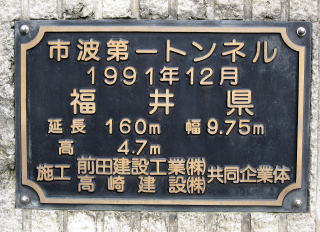 市波第一トンネル
1991年12月
福井県
延長 160m 幅 9.75m
高 4.7m
施工 前田建設工業㈱ 共同企業体
高崎建設㈱